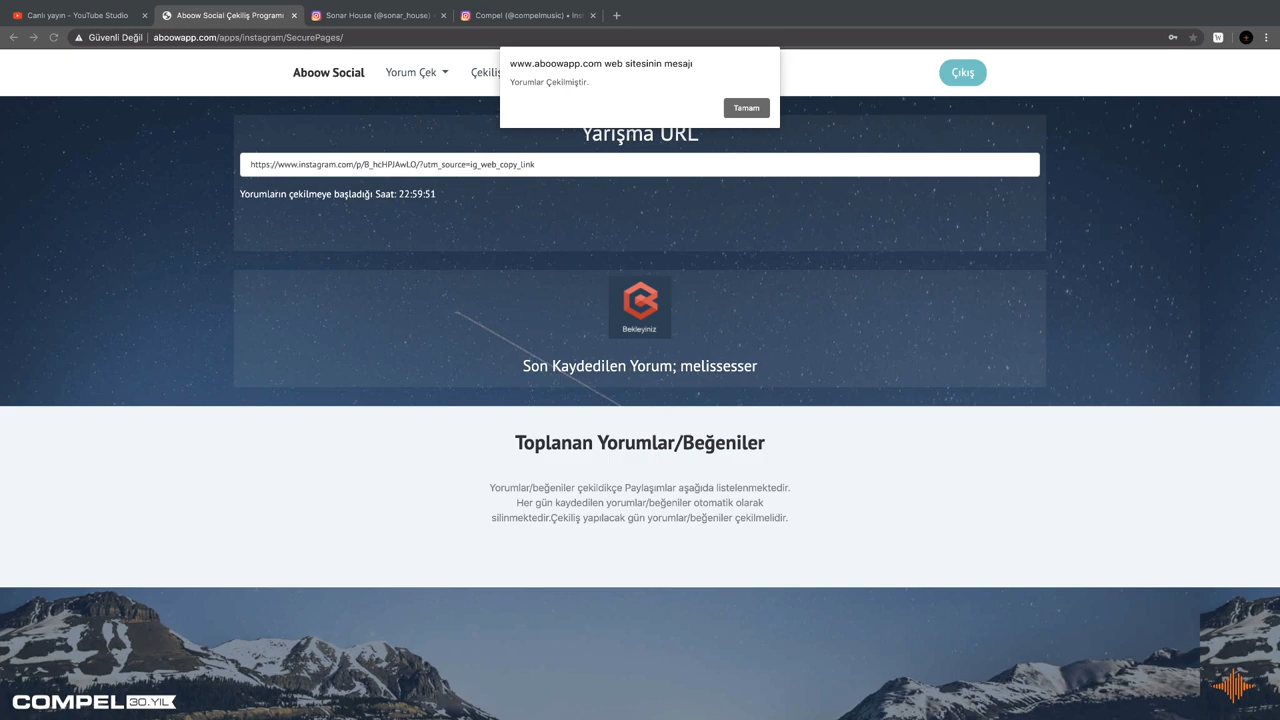 Canlı yayın - YouTube Studio
Aboow Social Çekiliş Programı
Sonar House (@sonar_house)
Compel (@compelmusic) • Inst
Güvenli Değil
aboowapp.com/apps/instagram/SecurePages/
www.aboowapp.com web sitesinin mesajı
Yorumlar Çekilmiştir.
Tamam
Aboow Social
Yorum Çek
Çekiliş
Çıkış
Yarışma URL
https://www.instagram.com/p/B_hcHPJAwLO/?utm_source=ig_web_copy_link
Yorumların çekilmeye başladığı Saat: 22:59:51
Bekleyiniz
Son Kaydedilen Yorum; melissesser
Toplanan Yorumlar/Beğeniler
Yorumlar/beğeniler çekildikçe Paylaşımlar aşağıda listelenmektedir.
Her gün kaydedilen yorumlar/beğeniler otomatik olarak
silinmektedir.Çekiliş yapılacak gün yorumlar/beğeniler çekilmelidir.
COMPEL 30.YIL